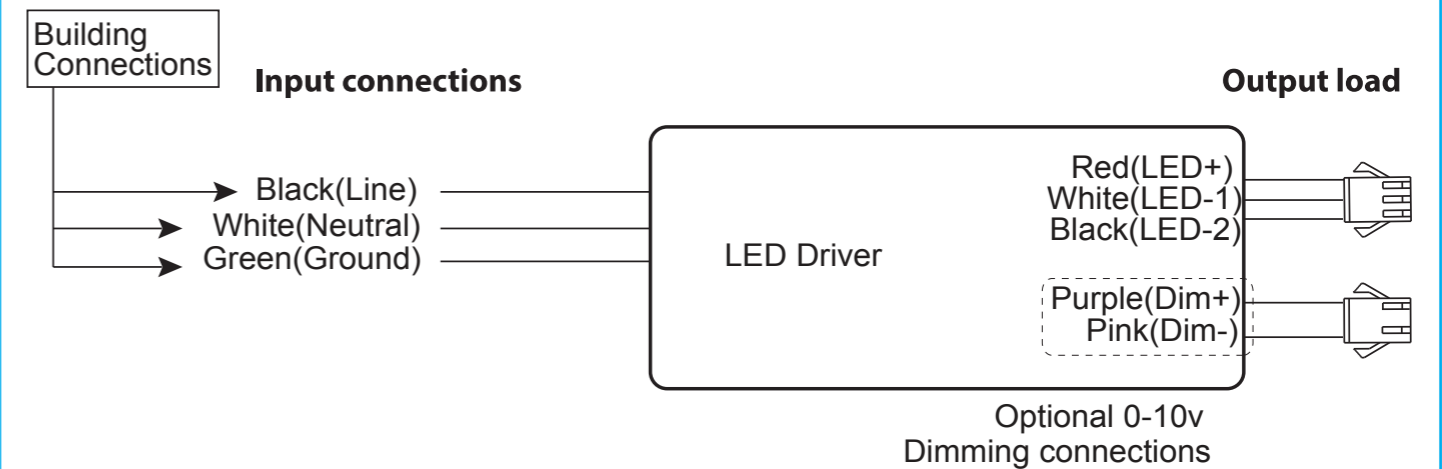 Building
Connections
Input connections
Output load
Black(Line)
White(Neutral)
Green(Ground)
LED Driver
Red(LED+)
White(LED-1)
Black(LED-2)
Purple(Dim+)
Pink(Dim-)
Optional 0-10v
Dimming connections